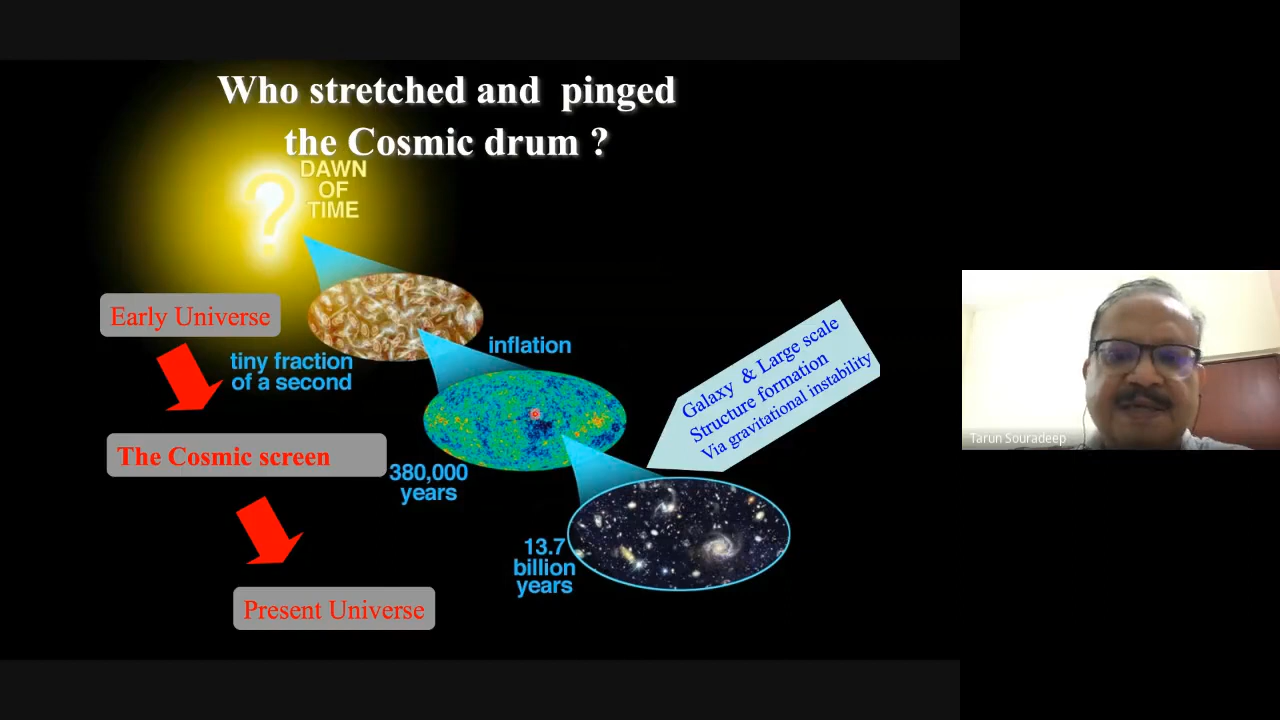 Who stretched and pinged
the Cosmic drum ?
?
DAWN
OF
TIME
Early Universe
tiny fraction
of a second
inflation
Galaxy & Large scale
Structure formation
Via gravitational instability
The Cosmic screen
380,000
years
13.7
billion
years
Present Universe
Tarun Souradeep